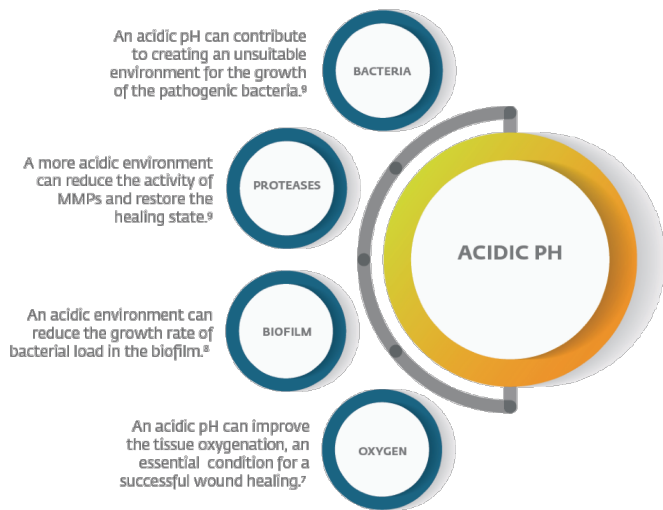 An acidic pH can contribute
to creating an unsuitable
environment for the growth
of the pathogenic bacteria.⁹
BACTERIA
A more acidic environment
can reduce the activity of
MMPs and restore the
healing state.⁹
PROTEASES
ACIDIC PH
An acidic environment can
reduce the growth rate of
bacterial load in the biofilm.⁸
BIOFILM
An acidic pH can improve
the tissue oxygenation, an
essential condition for a
successful wound healing.⁷
OXYGEN